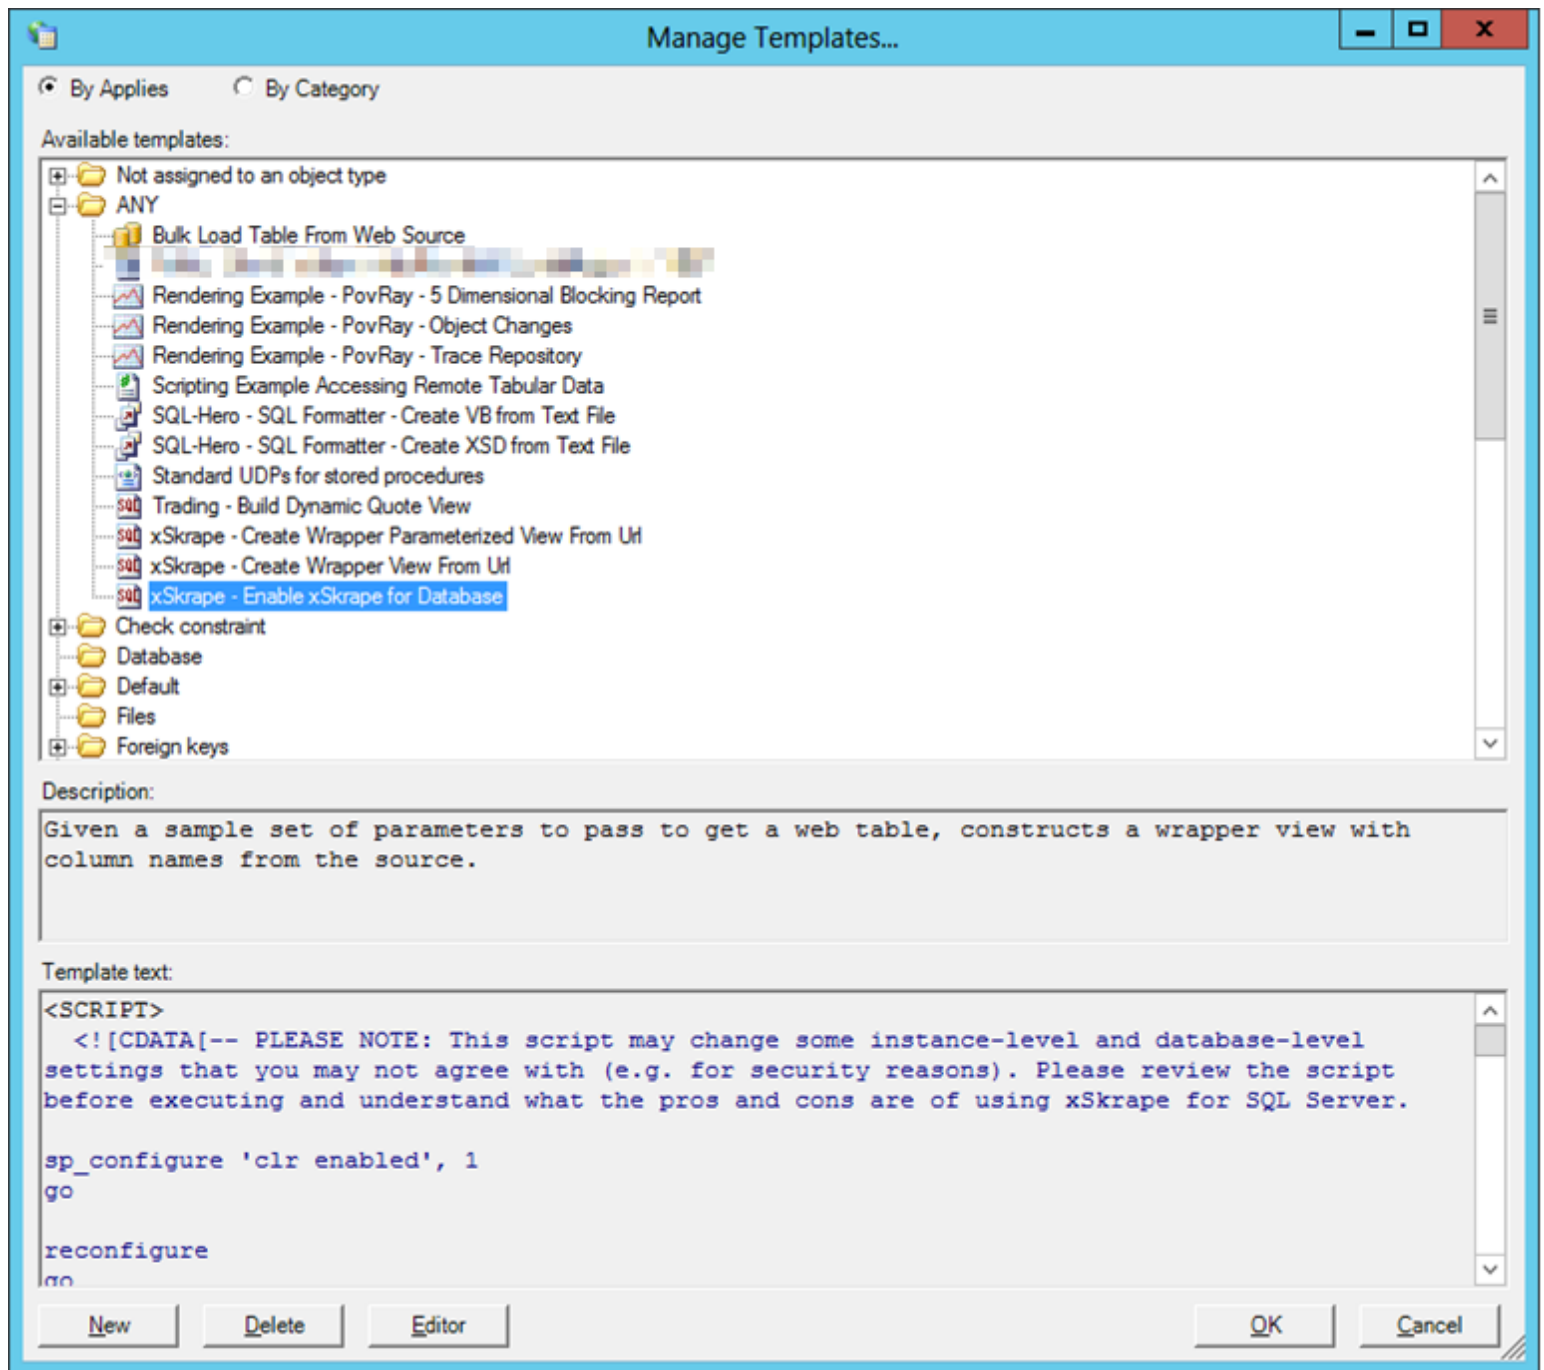 Manage Templates...
By Applies By Category
Available templates:
Not assigned to an object type
ANY
Bulk Load Table From Web Source
Rendering Example - PovRay - 5 Dimensional Blocking Report
Rendering Example - PovRay - Object Changes
Rendering Example - PovRay - Trace Repository
Scripting Example Accessing Remote Tabular Data
SQL-Hero - SQL Formatter - Create VB from Text File
SQL-Hero - SQL Formatter - Create XSD from Text File
Standard UDPs for stored procedures
Trading - Build Dynamic Quote View
xSkrape - Create Wrapper Parameterized View From Url
xSkrape - Create Wrapper View From Url
xSkrape - Enable xSkrape for Database
Check constraint
Database
Default
Files
Foreign keys
Description:
Given a sample set of parameters to pass to get a web table, constructs a wrapper view with
column names from the source.
Template text:
<SCRIPT>
<![CDATA[-- PLEASE NOTE: This script may change some instance-level and database-level
settings that you may not agree with (e.g. for security reasons). Please review the script
before executing and understand what the pros and cons are of using xSkrape for SQL Server.
sp_configure 'clr enabled', 1
go
reconfigure
go
New Delete Editor OK Cancel